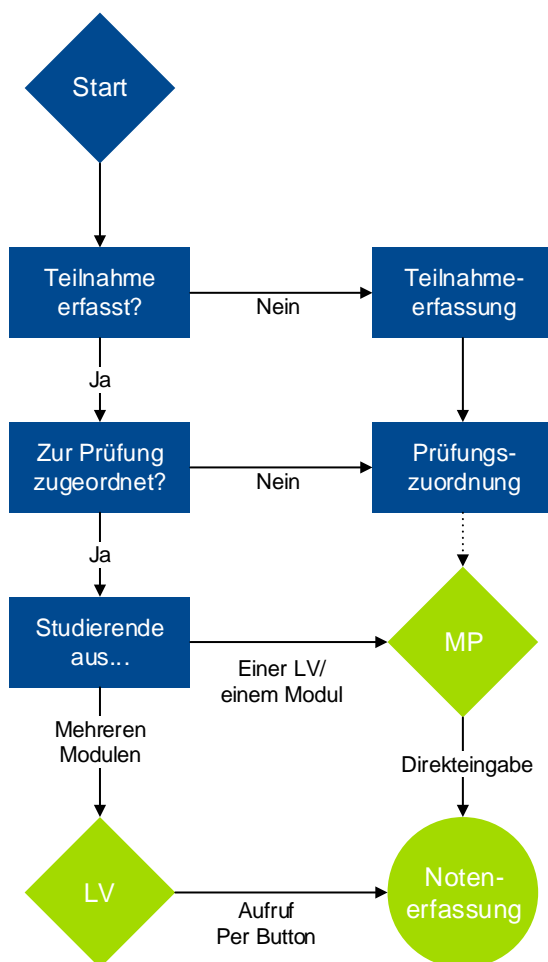 Start
Teilnahme
erfasst?
Nein
Teilnahme-
erfassung
Ja
Zur Prüfung
zugeordnet?
Nein
Prüfungs-
zuordnung
Ja
Studierende
aus...
Einer LV/
einem Modul
MP
Mehreren
Modulen
Direkteingabe
LV
Aufruf
Per Button
Noten-
erfassung